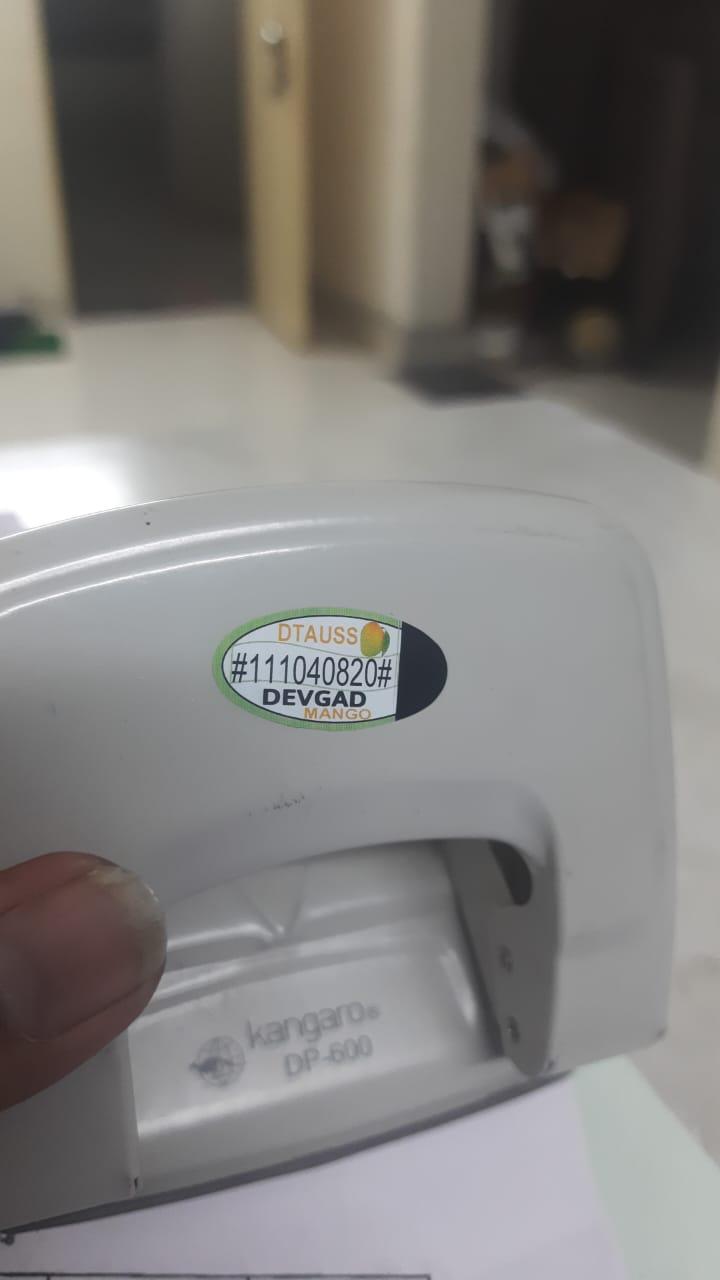 DTAUSS
#111040820#
DEVGAD
MANGO
kangaro®
DP-600